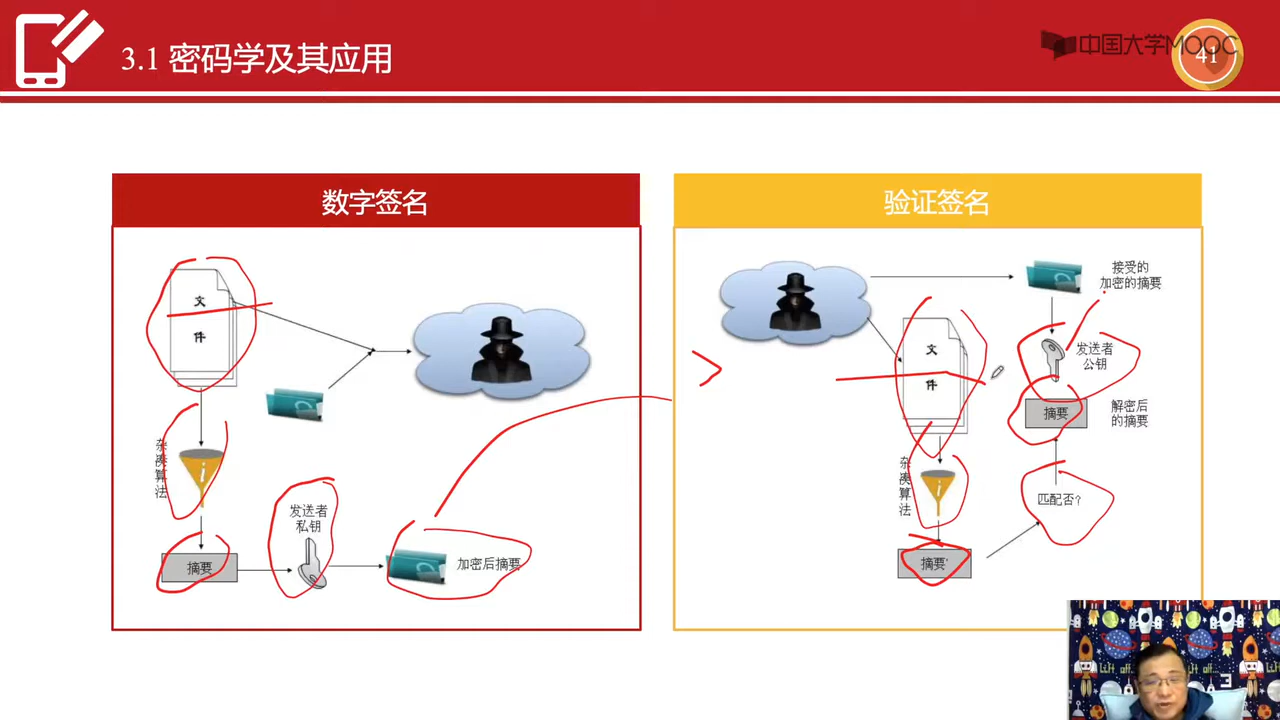 3.1 密码学及其应用
中国大学MOOC
41
数字签名
文
件
杂
凑
算
法
摘要
发送者
私钥
加密后摘要
验证签名
接受的
加密的摘要
文
件
发送者
公钥
摘要
解密后
的摘要
杂
凑
算
法
匹配否?
摘要'